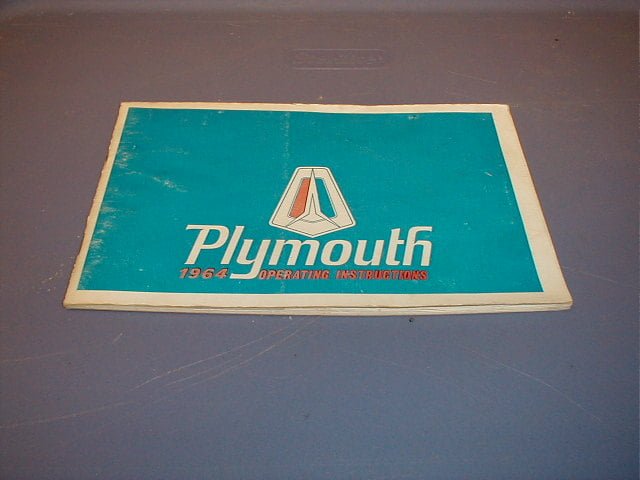 Plymouth
1964 OPERATING INSTRUCTIONS